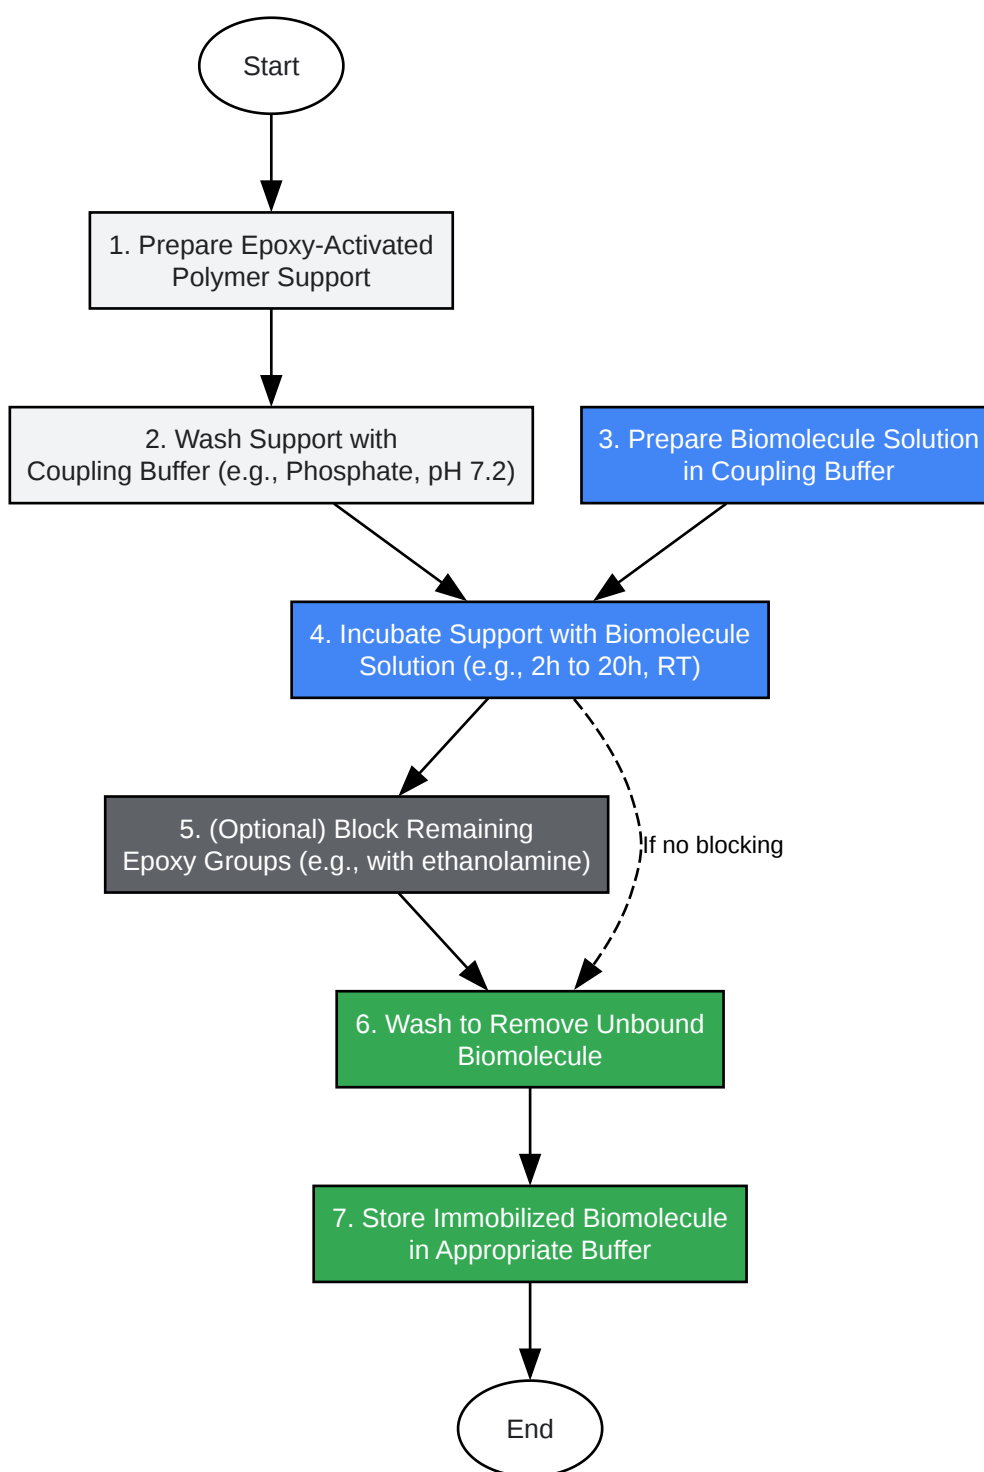 Start
1. Prepare Epoxy-Activated
Polymer Support
2. Wash Support with
Coupling Buffer (e.g., Phosphate, pH 7.2)
3. Prepare Biomolecule Solution
in Coupling Buffer
4. Incubate Support with Biomolecule
Solution (e.g., 2h to 20h, RT)
5. (Optional) Block Remaining
Epoxy Groups (e.g., with ethanolamine)
If no blocking
6. Wash to Remove Unbound
Biomolecule
7. Store Immobilized Biomolecule
in Appropriate Buffer
End